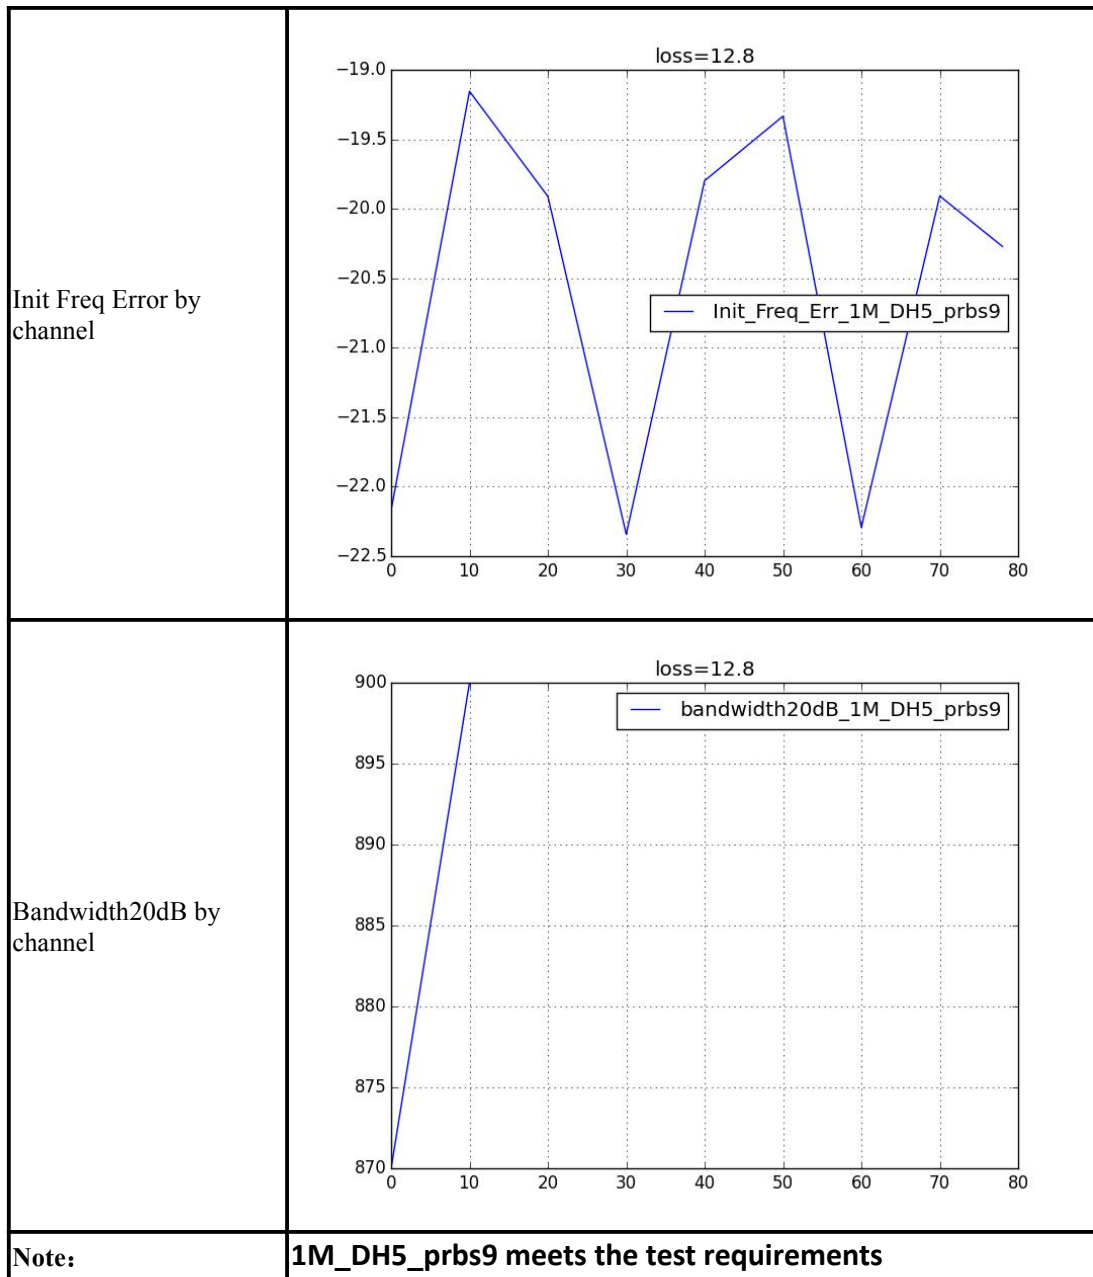 Init Freq Error by
channel
loss=12.8
−19.0
−19.5
−20.0
−20.5
−21.0
−21.5
−22.0
−22.5
Init_Freq_Err_1M_DH5_prbs9
0 10 20 30 40 50 60 70 80
Bandwidth20dB by
channel
loss=12.8
900
895
890
885
880
875
870
bandwidth20dB_1M_DH5_prbs9
0 10 20 30 40 50 60 70 80
Note：
1M_DH5_prbs9 meets the test requirements